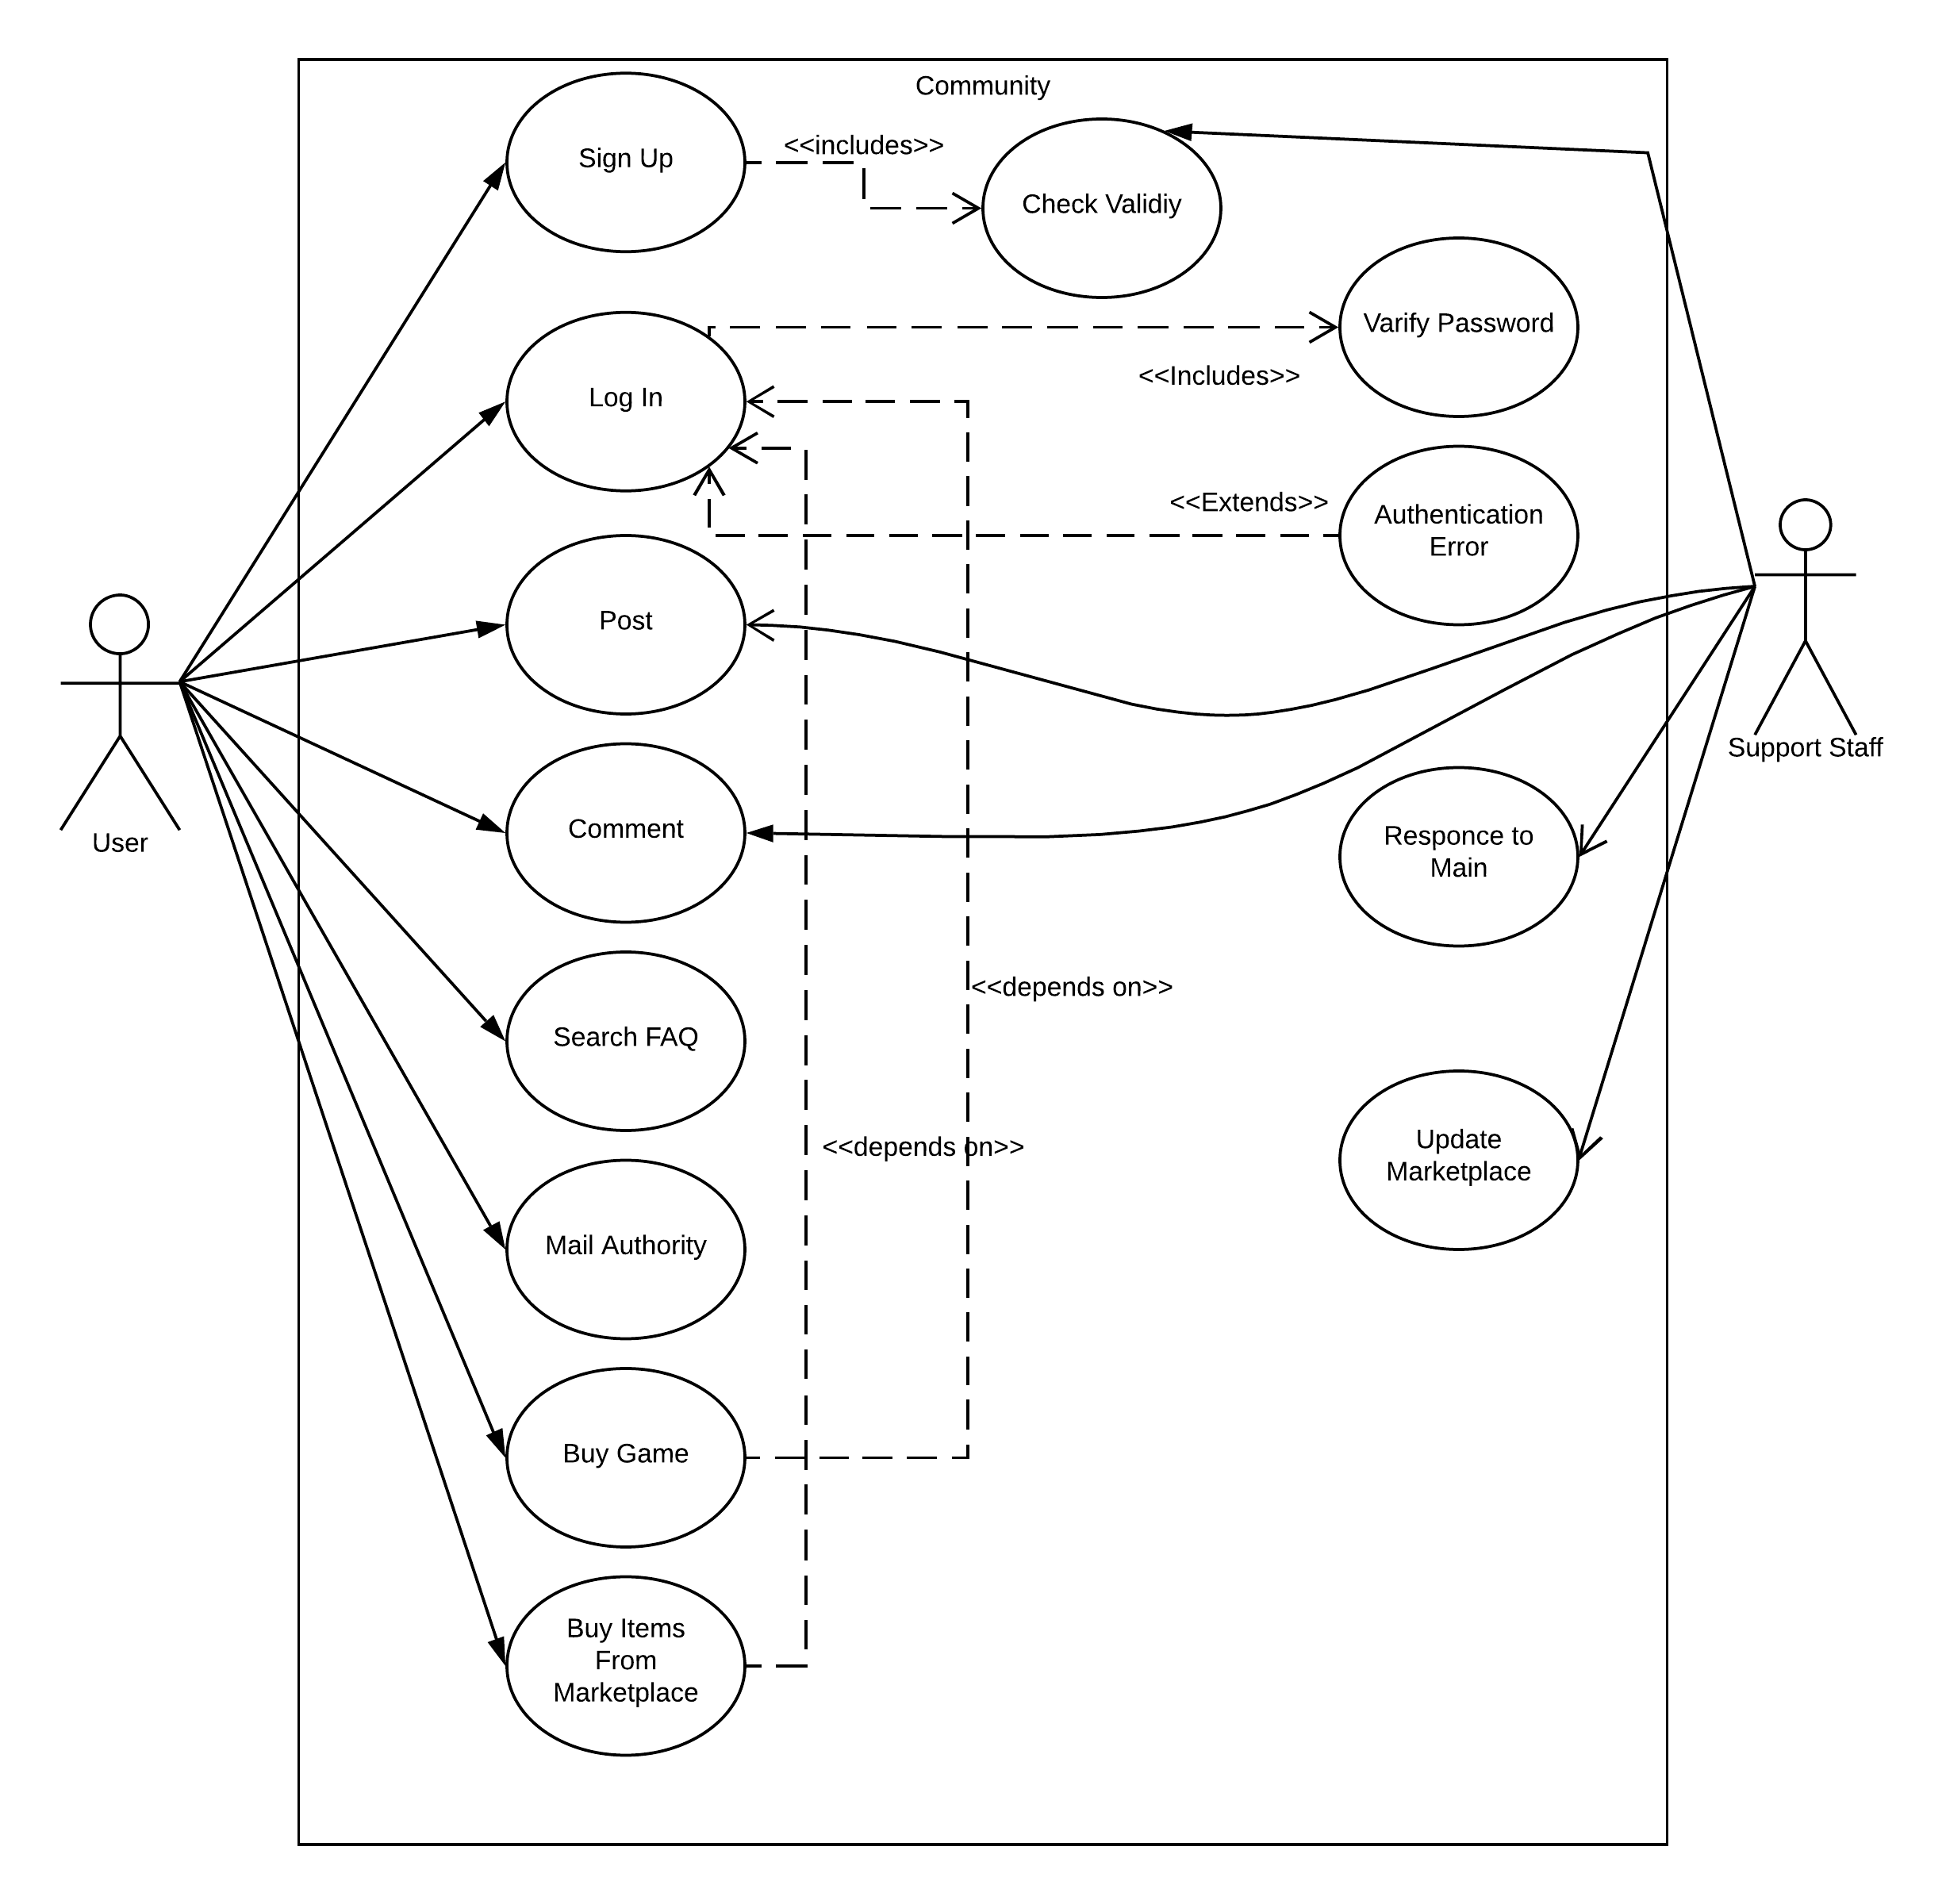 Community
Sign Up
<<includes>>
Check Validiy
Varify Password
Log In
<<Includes>>
<<Extends>>
Authentication
Error
Post
Support Staff
User
Comment
Responce to
Main
<<depends on>>
Search FAQ
<<depends on>>
Update
Marketplace
Mail Authority
Buy Game
Buy Items
From
Marketplace